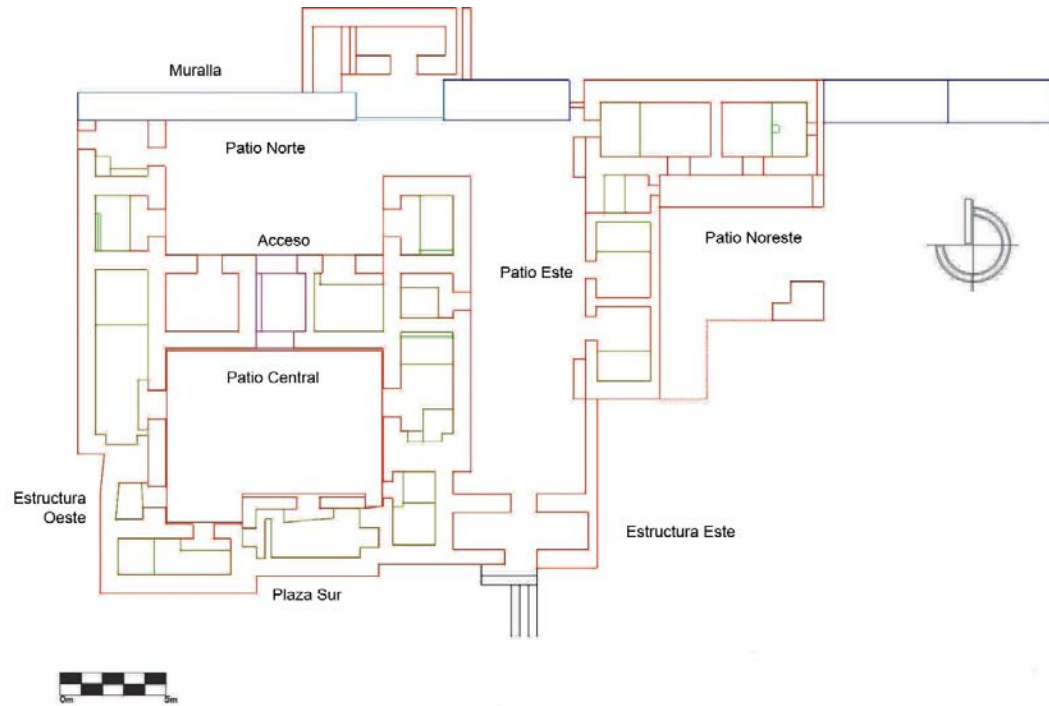 Muralla
Patio Norte
Acceso
Patio Este
Patio Noreste
Patio Central
Estructura
Oeste
Estructura Este
Plaza Sur
0m 5m